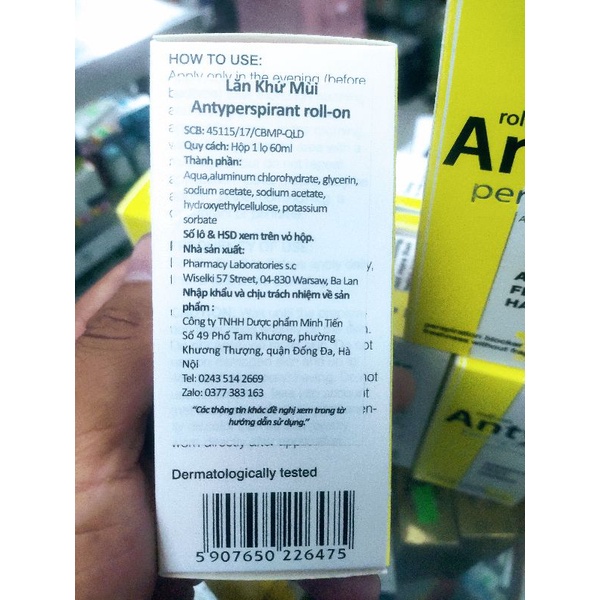 HOW TO USE:
Apply only in the evening (before
Lăn Khử Mùi
Antyperspirant roll-on
SCB: 45115/17/CBMP-QLD
Quy cách: Hộp 1 lọ 60ml
Thành phần:
Aqua,aluminum chlorohydrate, glycerin,
sodium acetate, sodium acetate,
hydroxyethylcellulose, potassium
sorbate
Số lô & HSD xem trên vỏ hộp.
Nhà sản xuất:
Pharmacy Laboratories s.c
Wiselki 57 Street, 04-830 Warsaw, Ba Lan
Nhập khẩu và chịu trách nhiệm về sản
phẩm :
Công ty TNHH Dược phẩm Minh Tiến
Số 49 Phố Tam Khương, phường
Khương Thượng, quận Đống Đa, Hà
Nội
Tel: 0243 514 2669
Zalo: 0377 383 163
"Các thông tin khác đề nghị xem trong tờ
hướng dẫn sử dụng."
Dermatologically tested
5 907650 226475
rol
An
per
perspiration blocker
Ant